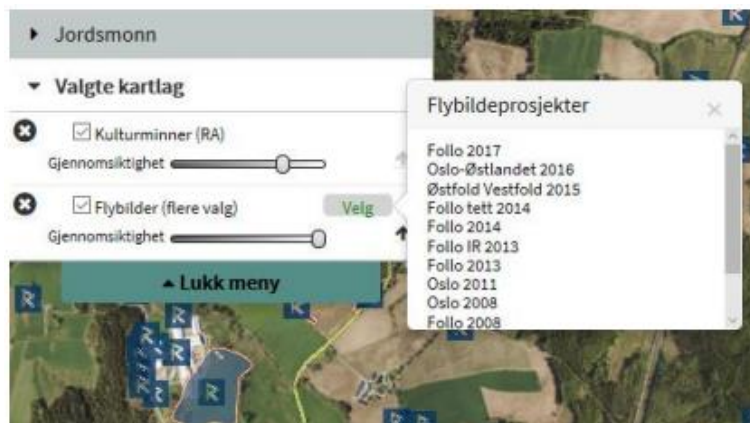 Jordsmonn
Valgte kartlag
Kulturminner (RA)
Gjennomsiktighet
Flybilder (flere valg)
Velg
Gjennomsiktighet
Lukk meny
Flybildeprosjekter
Follo 2017
Oslo-Østlandet 2016
Østfold Vestfold 2015
Follo tett 2014
Follo 2014
Follo IR 2013
Follo 2013
Oslo 2011
Oslo 2008
Follo 2008